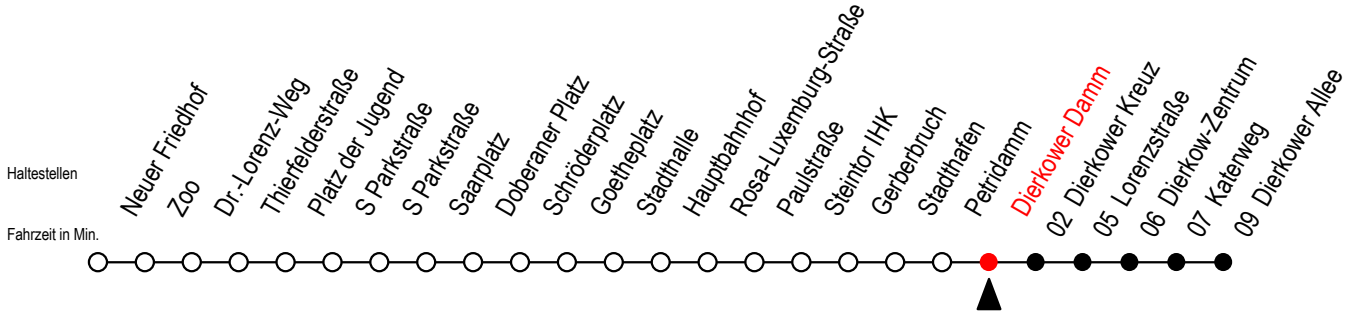 Haltestellen
Fahrzeit in Min.
Neuer Friedhof
Zoo
Dr.-Lorenz-Weg
Thienfelderstraße
Platz der Jugend
S Parkstraße
S Parkstraße
Saarplatz
Doberaner Platz
Schröderplatz
Goetheplatz
Stadthalle
Hauptbahnhof
Rosa-Luxemburg-Straße
Paulstraße
Steintor IHK
Gerberbruch
Stadthafen
Petridamm
Dierkower Damm
02 Dierkower Kreuz
05 Lorenzstraße
06 Dierkow-Zentrum
07 Katerweg
09 Dierkower Allee